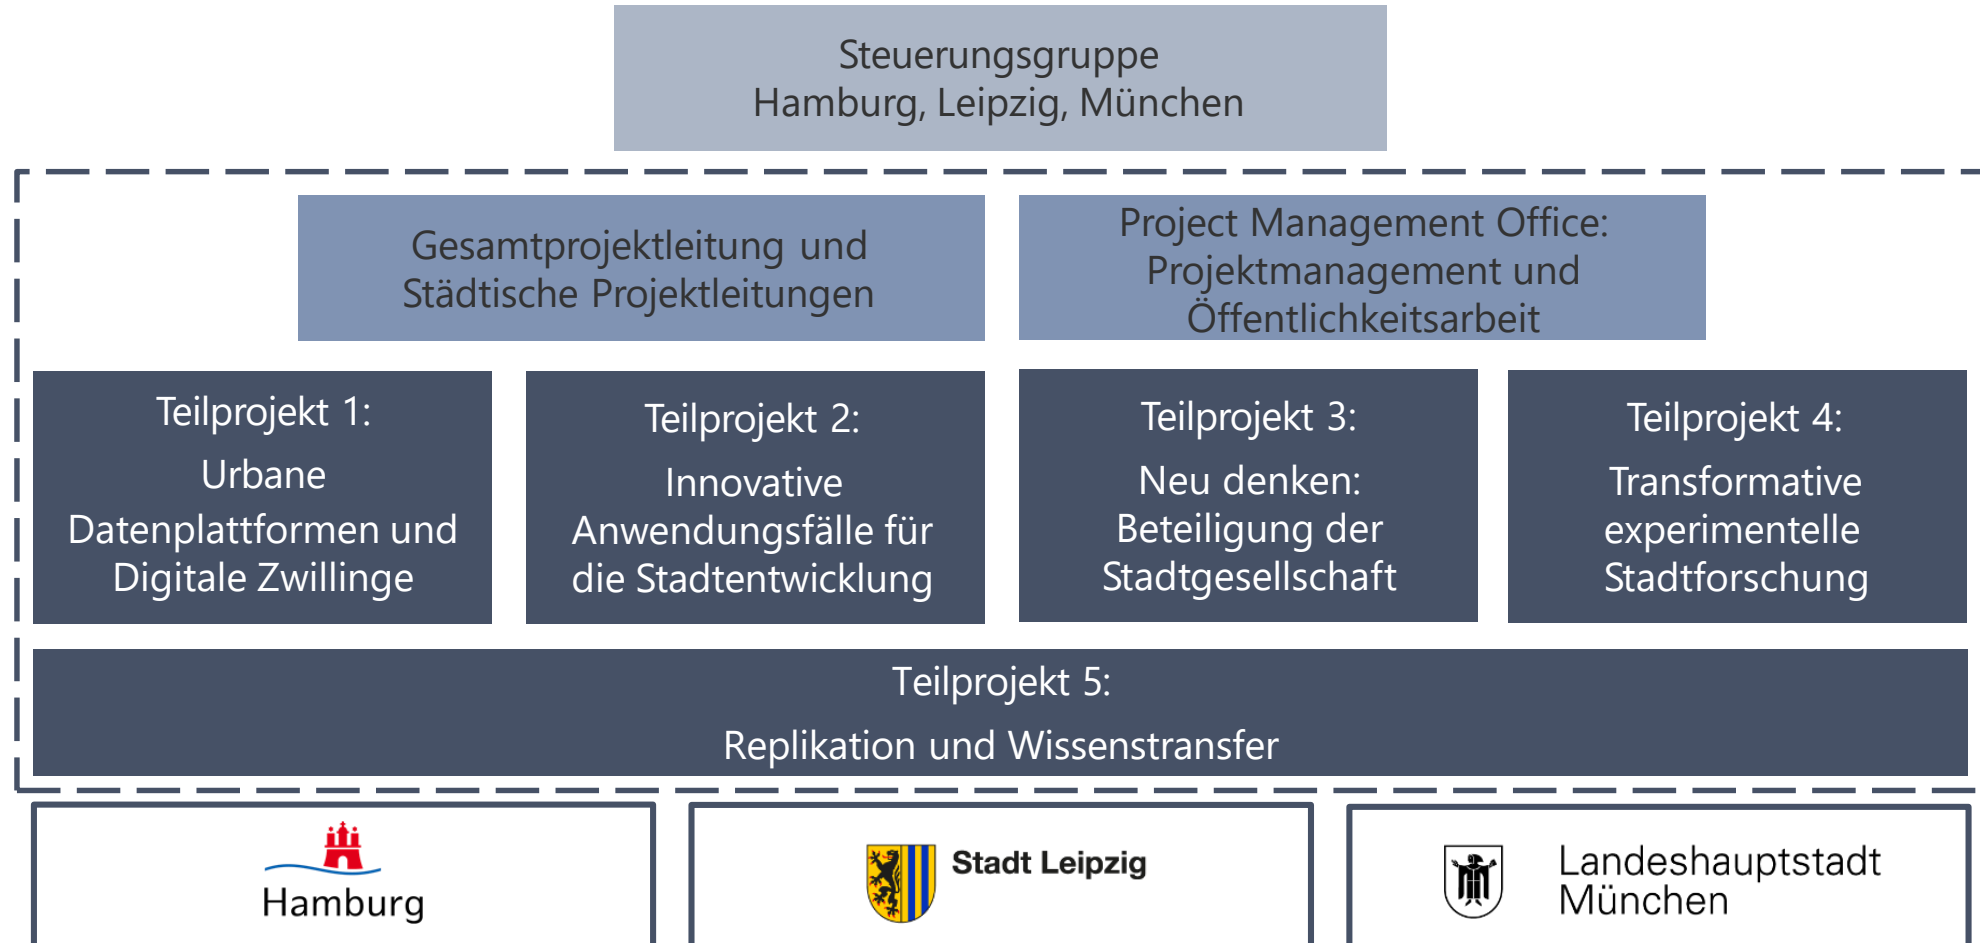 Steuerungsgruppe
Hamburg, Leipzig, München
Gesamtprojektleitung und
Städtische Projektleitungen
Project Management Office:
Projektmanagement und
Öffentlichkeitsarbeit
Teilprojekt 1:
Urbane
Datenplattformen und
Digitale Zwillinge
Teilprojekt 2:
Innovative
Anwendungsfälle für
die Stadtentwicklung
Teilprojekt 3:
Neu denken:
Beteiligung der
Stadtgesellschaft
Teilprojekt 4:
Transformative
experimentelle
Stadtforschung
Teilprojekt 5:
Replikation und Wissenstransfer
Hamburg
Stadt Leipzig
Landeshauptstadt
München